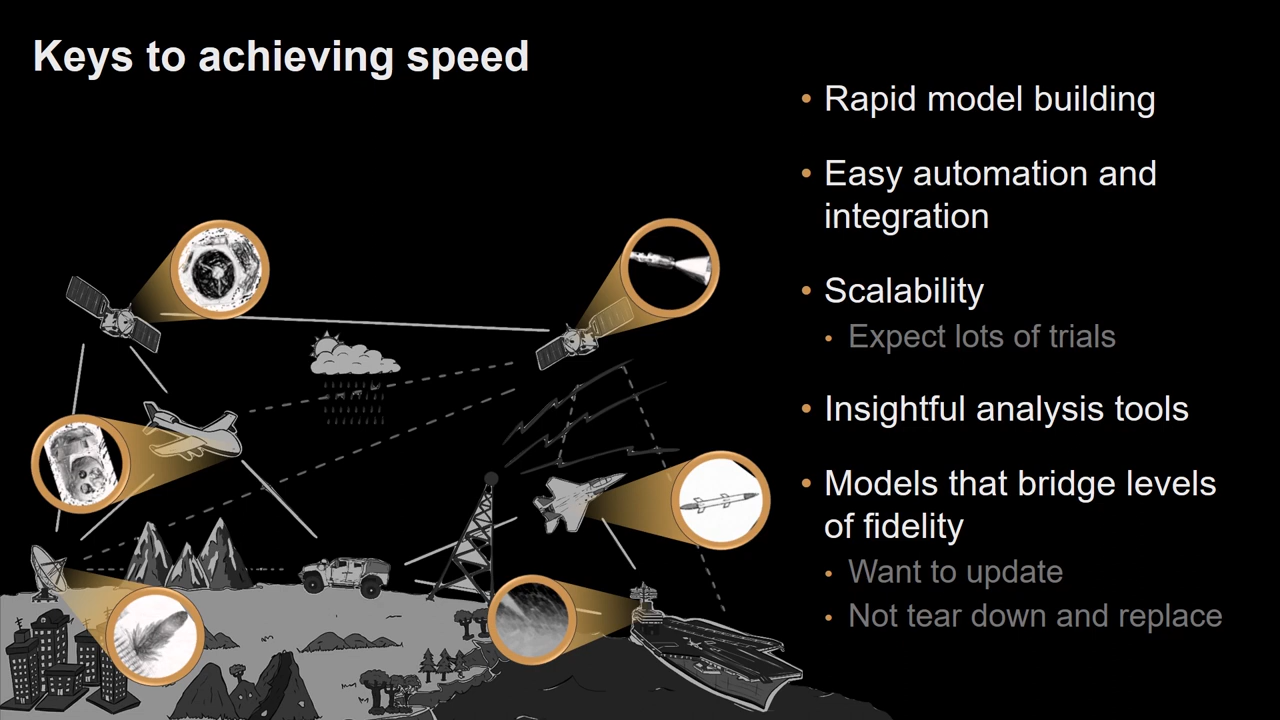 Keys to achieving speed
• Rapid model building
• Easy automation and
integration
• Scalability
• Expect lots of trials
• Insightful analysis tools
• Models that bridge levels
of fidelity
• Want to update
• Not tear down and replace